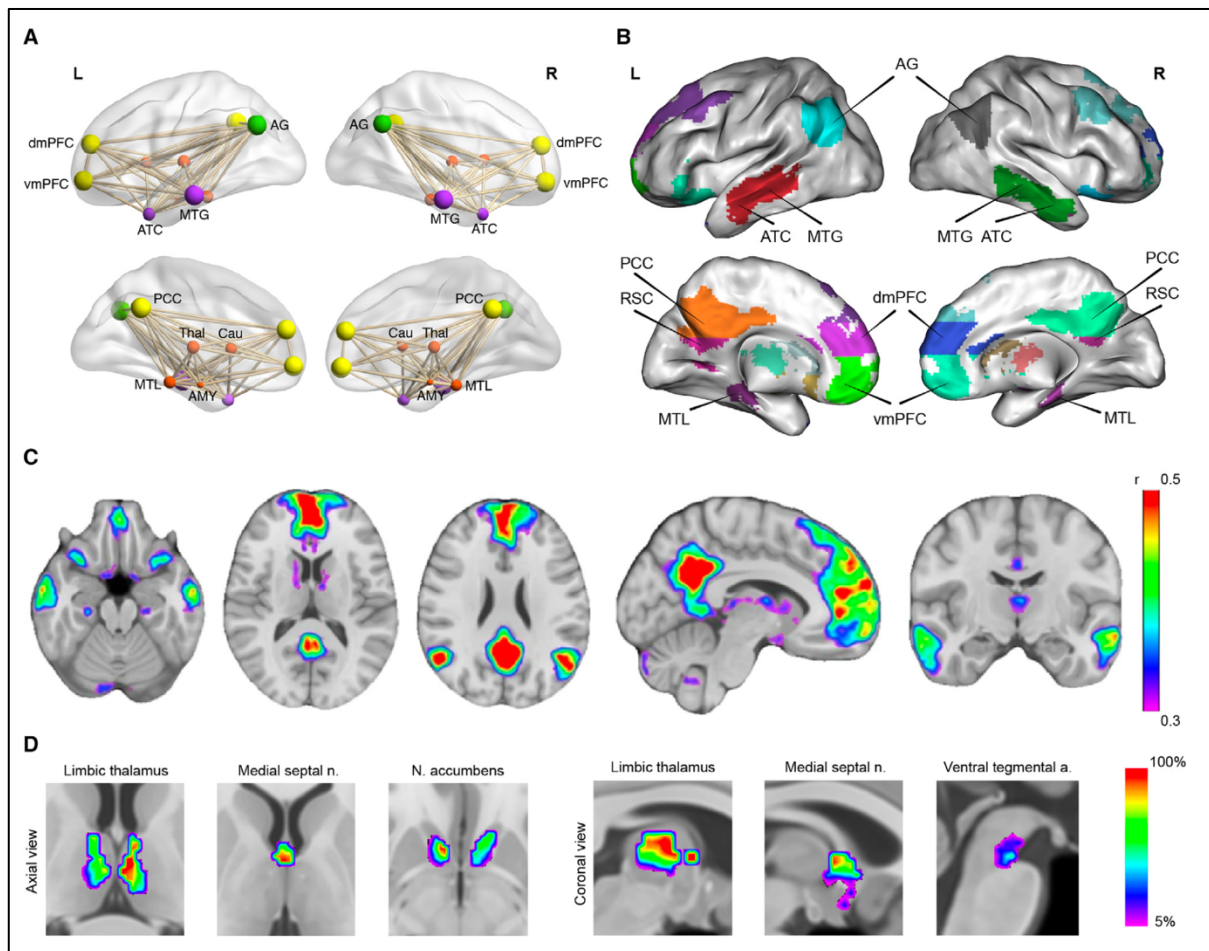 A
L
R
AG
AG
dmPFC
dmPFC
vmPFC
vmPFC
MTG
MTG
ATC
ATC
PCC
PCC
Thal
Cau
Cau
Thal
MTL
AMY
AMY
MTL
B
L
AG
R
ATC
MTG
MTG
ATC
PCC
PCC
RSC
dmPFC
RSC
MTL
vmPFC
MTL
C
r
0.5
0.3
D
Limbic thalamus
Medial septal n.
N. accumbens
Limbic thalamus
Medial septal n.
Ventral tegmental a.
100%
Axial view
Coronal view
5%